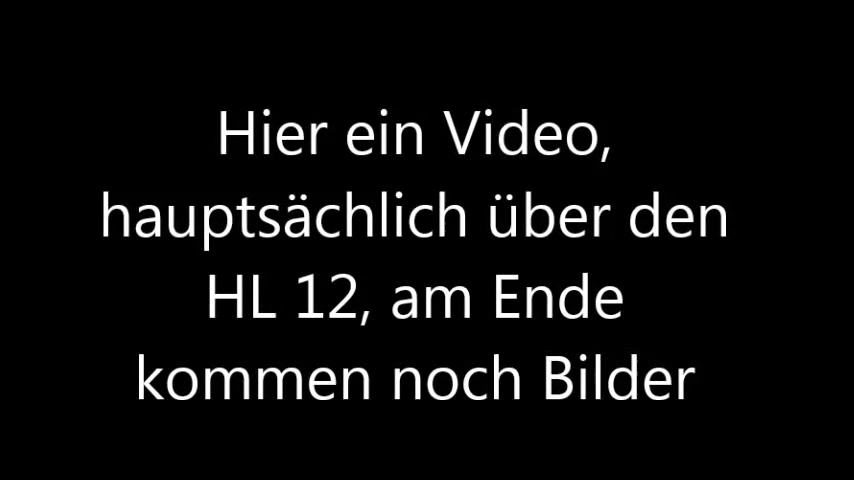 Hier ein Video,
hauptsächlich über den
HL 12, am Ende
kommen noch Bilder